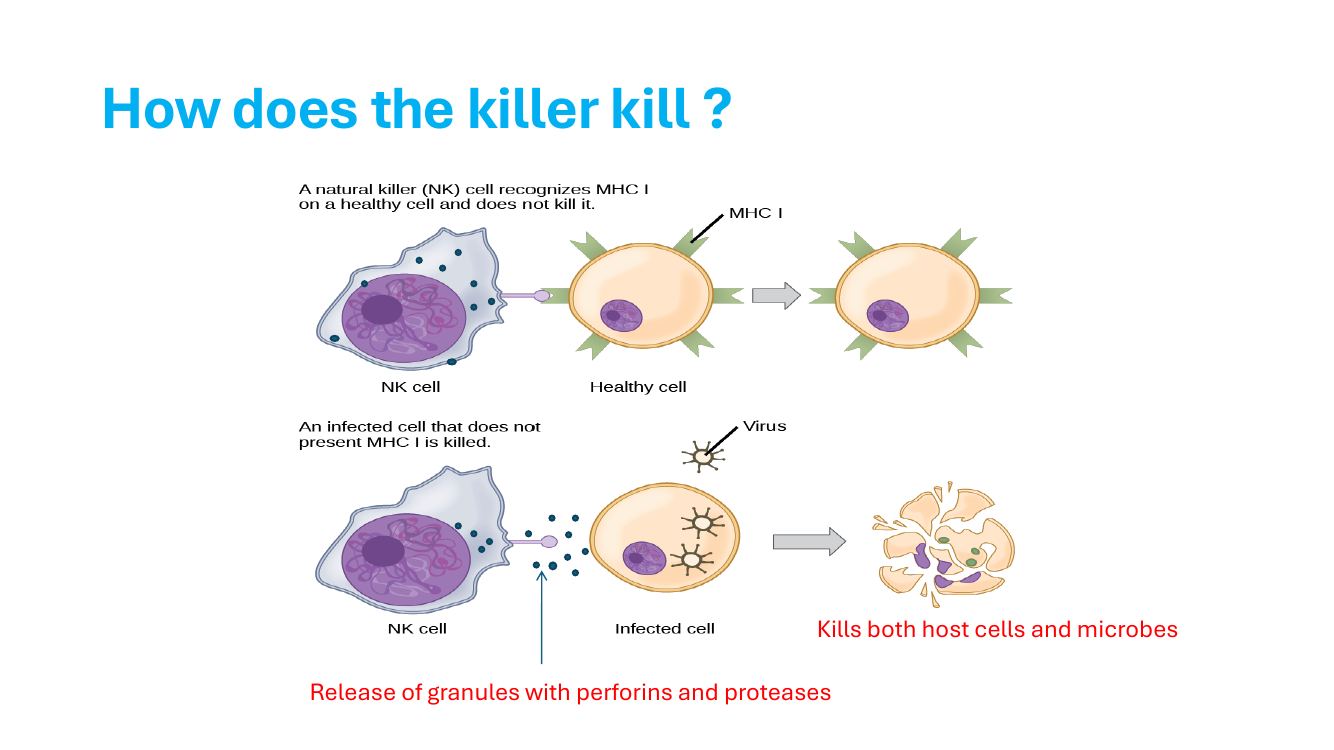 How does the killer kill ?
A natural killer (NK) cell recognizes MHC I
on a healthy cell and does not kill it.
MHC I
NK cell
Healthy cell
An infected cell that does not
present MHC I is killed.
Virus
NK cell
Infected cell
Kills both host cells and microbes
Release of granules with perforins and proteases